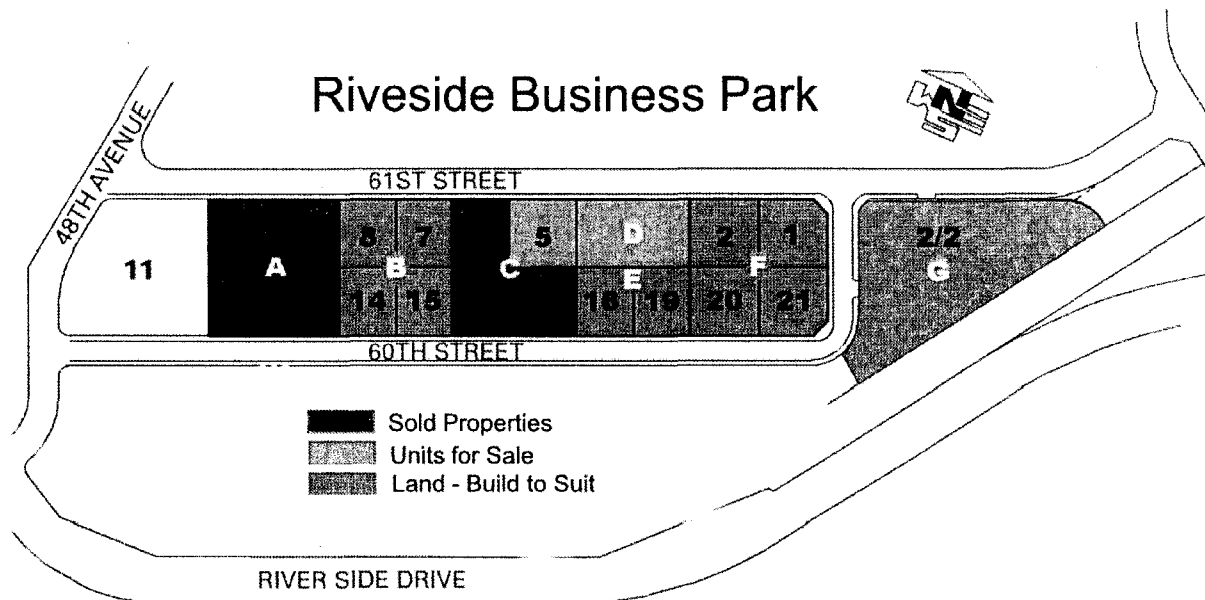 Riveside Business Park
N
W
E
S
48TH AVENUE
61ST STREET
8 7 5 D 2 1 2/2
11 A B C E F G
14 15 18 19 20 21
60TH STREET
Sold Properties
Units for Sale
Land - Build to Suit
RIVER SIDE DRIVE